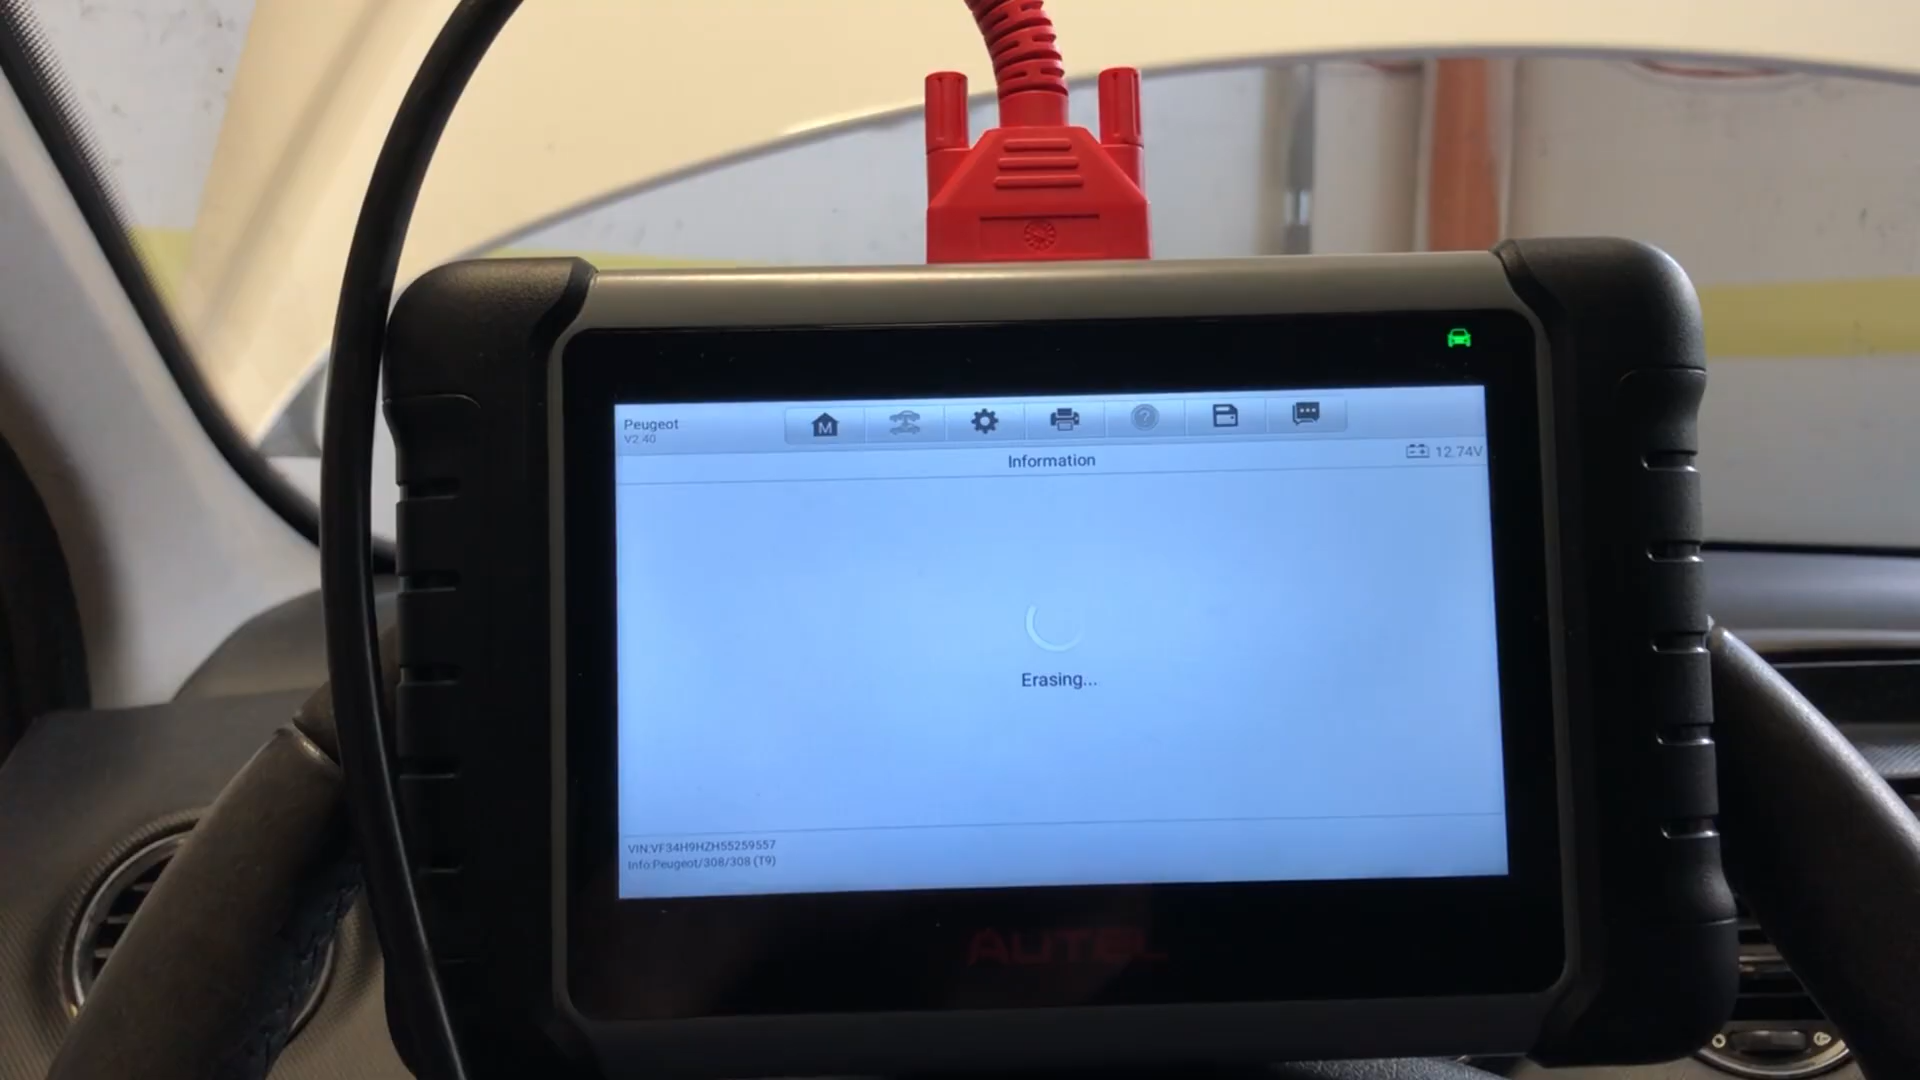 Peugeot
V2.40
M
?
Information
12.74V
Erasing...
VIN:VF34H9HZH55259557
Info:Peugeot/308/308 (T9)
AUTEL